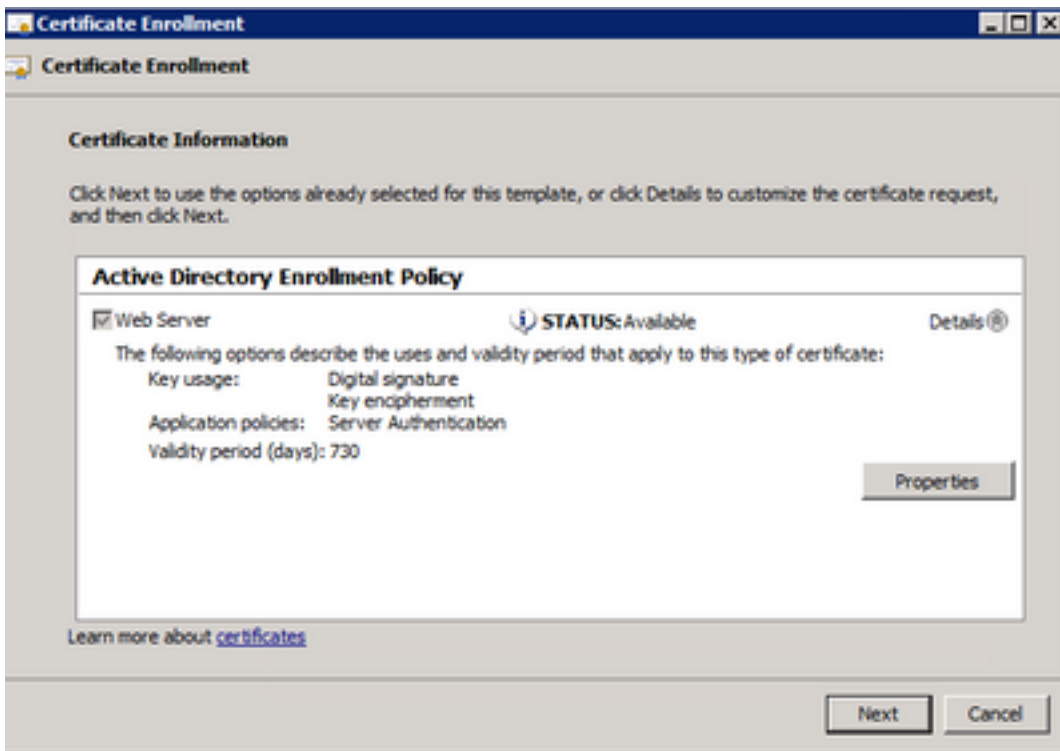 Certificate Enrollment
Certificate Enrollment
Certificate Information
Click Next to use the options already selected for this template, or click Details to customize the certificate request,
and then click Next.
Active Directory Enrollment Policy
Web Server STATUS: Available Details
The following options describe the uses and validity period that apply to this type of certificate:
Key usage: Digital signature
Key encipherment
Application policies: Server Authentication
Validity period (days): 730
Properties
Learn more about certificates
Next Cancel